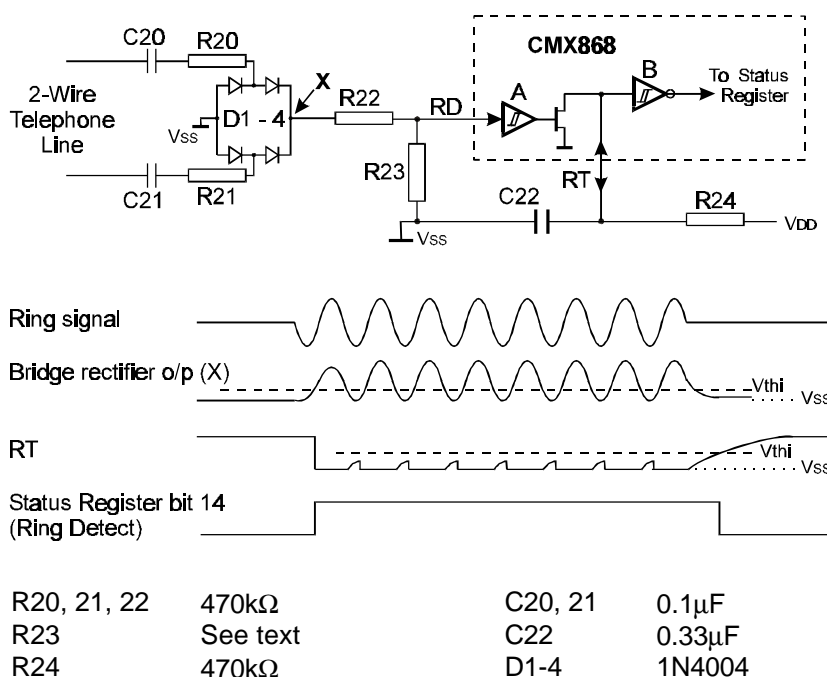 C20 R20
CMX868
X
A
B
To Status
Register
2-Wire
Telephone
Line
Vss
D1 - 4
R22
RD
R23
RT
C21 R21
C22
R24
Vss
VDD
Ring signal
Bridge rectifier o/p (X)
Vthi
Vss
RT
Vthi
Vss
Status Register bit 14
(Ring Detect)
R20, 21, 22 470kΩ C20, 21 0.1μF
R23 See text C22 0.33μF
R24 470kΩ D1-4 1N4004